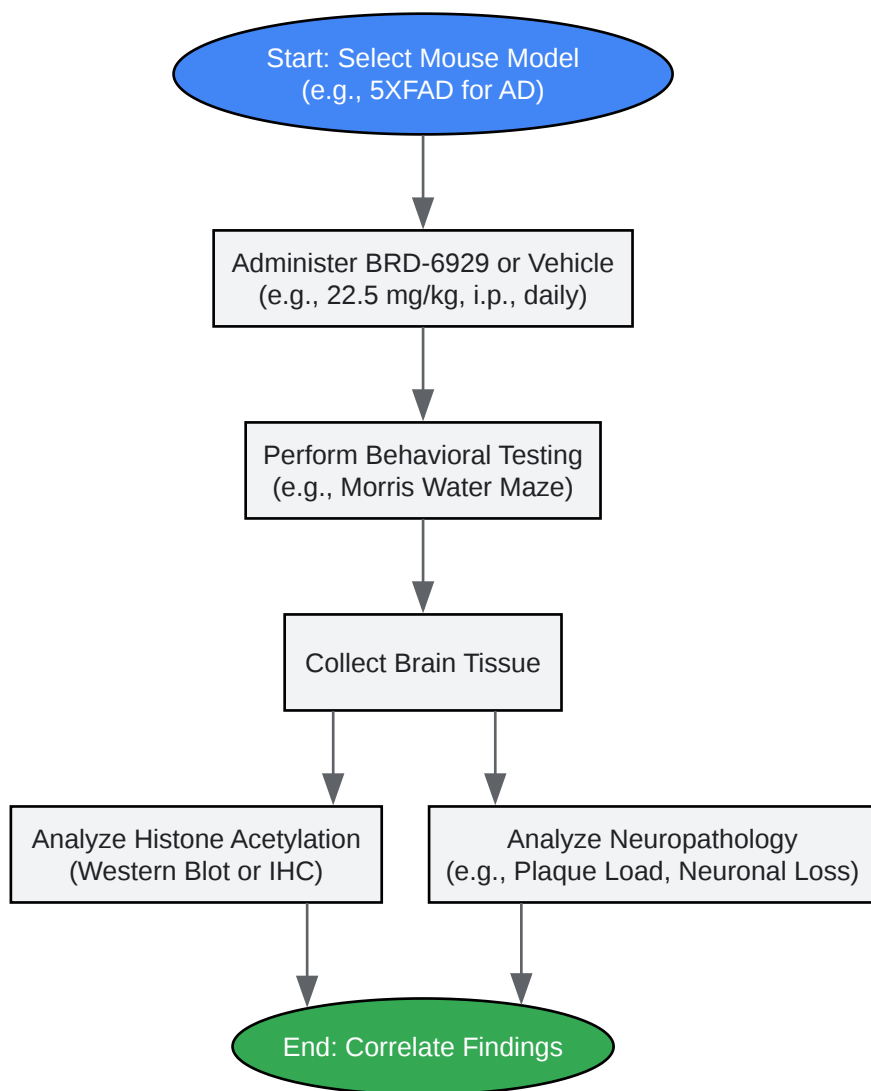 Start: Select Mouse Model
(e.g., 5XFAD for AD)
Administer BRD-6929 or Vehicle
(e.g., 22.5 mg/kg, i.p., daily)
Perform Behavioral Testing
(e.g., Morris Water Maze)
Collect Brain Tissue
Analyze Histone Acetylation
(Western Blot or IHC)
Analyze Neuropathology
(e.g., Plaque Load, Neuronal Loss)
End: Correlate Findings